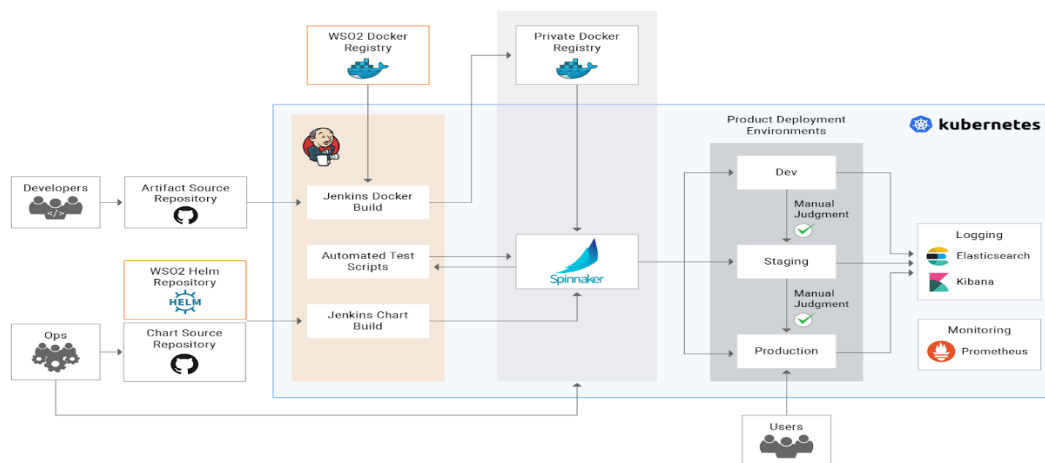 WSO2 Docker
Registry
Private Docker
Registry
Product Deployment
Environments
kubernetes
Developers
</>
Artifact Source
Repository
Jenkins Docker
Build
Dev
Manual
Judgment
Logging
Elasticsearch
Kibana
Automated Test
Scripts
Spinnaker
Staging
WSO2 Helm
Repository
HELM
Manual
Judgment
Jenkins Chart
Build
Ops
Chart Source
Repository
Production
Monitoring
Prometheus
Users